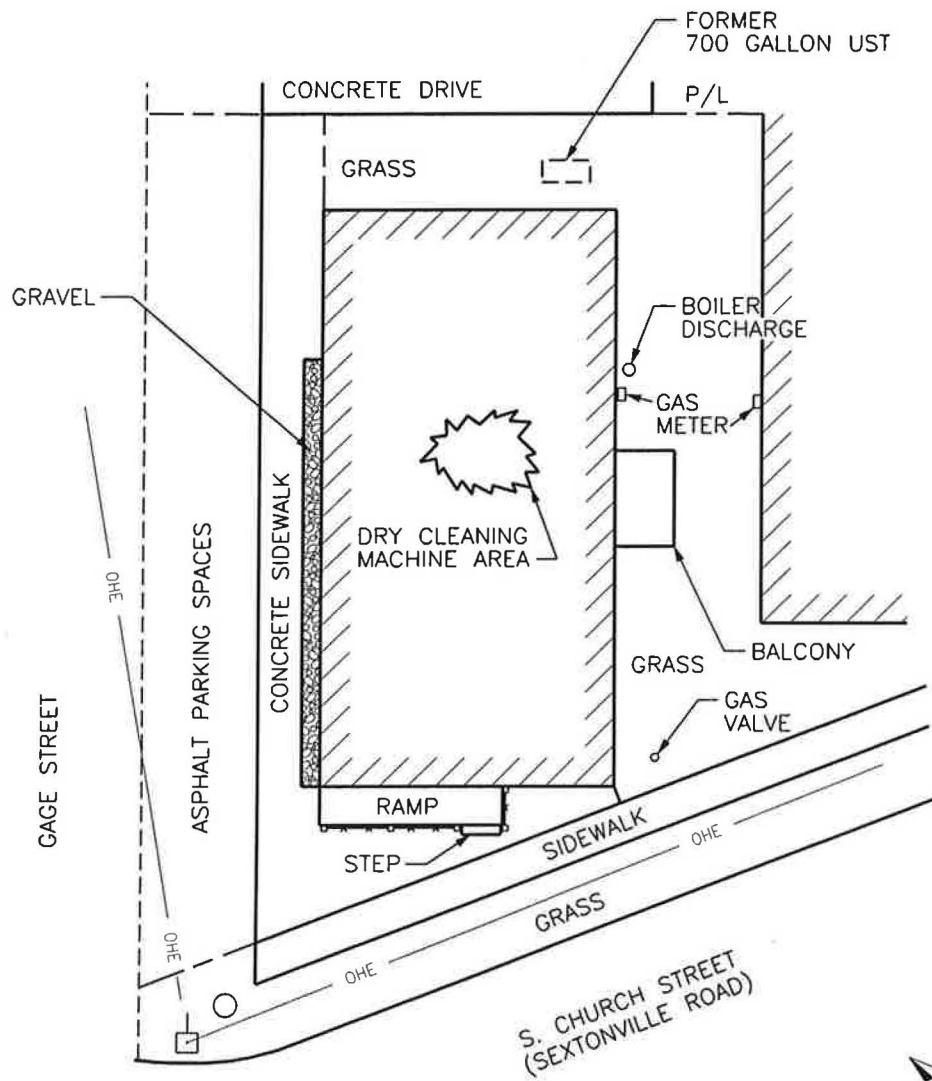 FORMER
700 GALLON UST
CONCRETE DRIVE
P/L
GRASS
GRAVEL
BOILER
DISCHARGE
GAS
METER
CONCRETE SIDEWALK
DRY CLEANING
MACHINE AREA
OHE
ASPHALT PARKING SPACES
GRASS
BALCONY
GAGE STREET
GAS
VALVE
RAMP
STEP
SIDEWALK
OHE
GRASS
OHE
OHE
S. CHURCH STREET
(SEXTONVILLE ROAD)